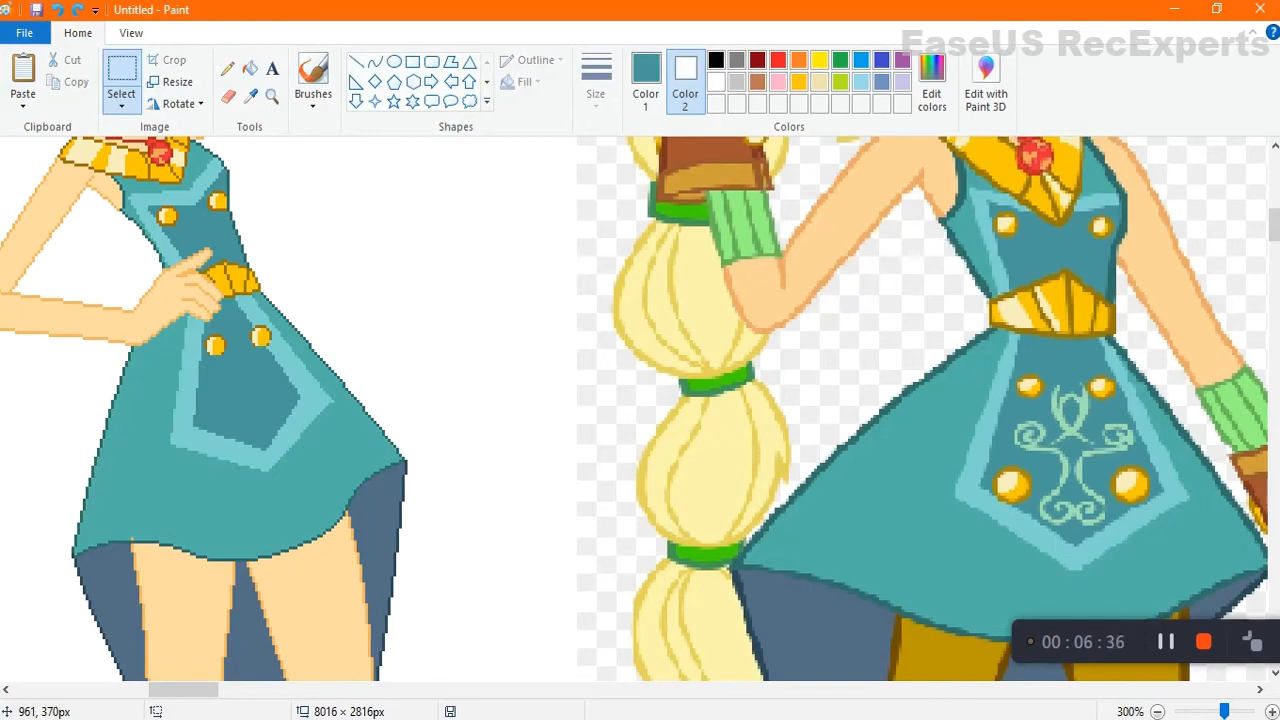 Untitled - Paint
File Home View
EaseUS RecExperts
Paste
Cut
Copy
Clipboard
Select
Crop
Resize
Rotate
Image
A
Tools
Brushes
Outline
Fill
Shapes
Size
Color 1
Color 2
Edit colors
Edit with Paint 3D
Colors
00:06:36
961, 370px
8016 × 2816px
300%